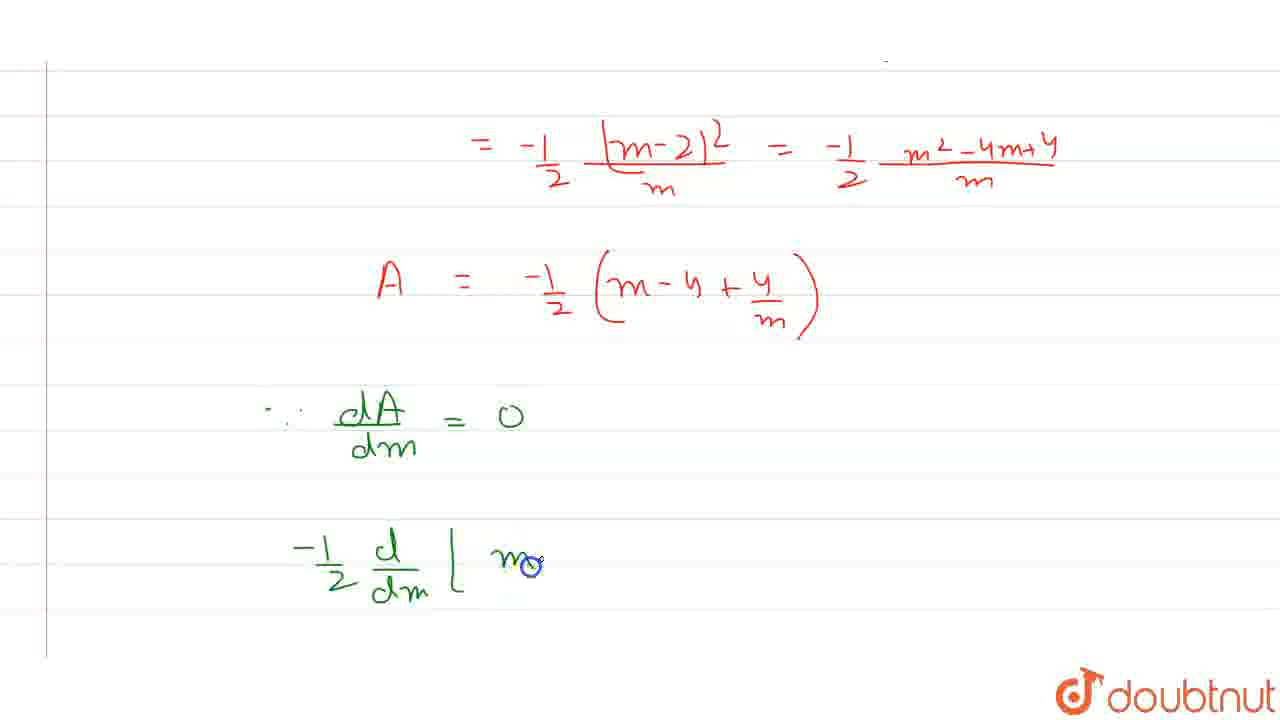 = -1/2 (m-2)²/m = -1/2 m²-4m+4/m
A = -1/2 (m-4+4/m)
∵ dA/dm = 0
-1/2 d/dm [ m
doubtnut